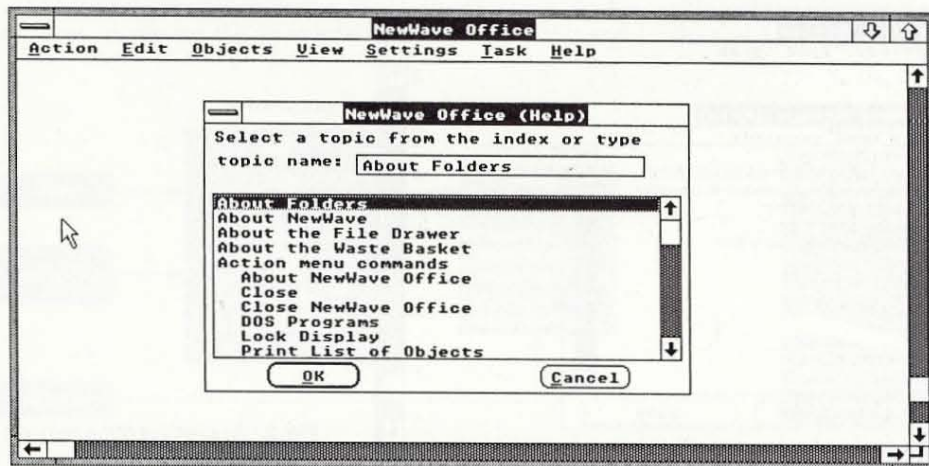 NewWave Office
Action Edit Objects View Settings Task Help
NewWave Office (Help)
Select a topic from the index or type
topic name: About Folders
About Folders
About NewWave
About the File Drawer
About the Waste Basket
Action menu commands
About NewWave Office
Close
Close NewWave Office
DOS Programs
Lock Display
Print List of Objects
OK Cancel